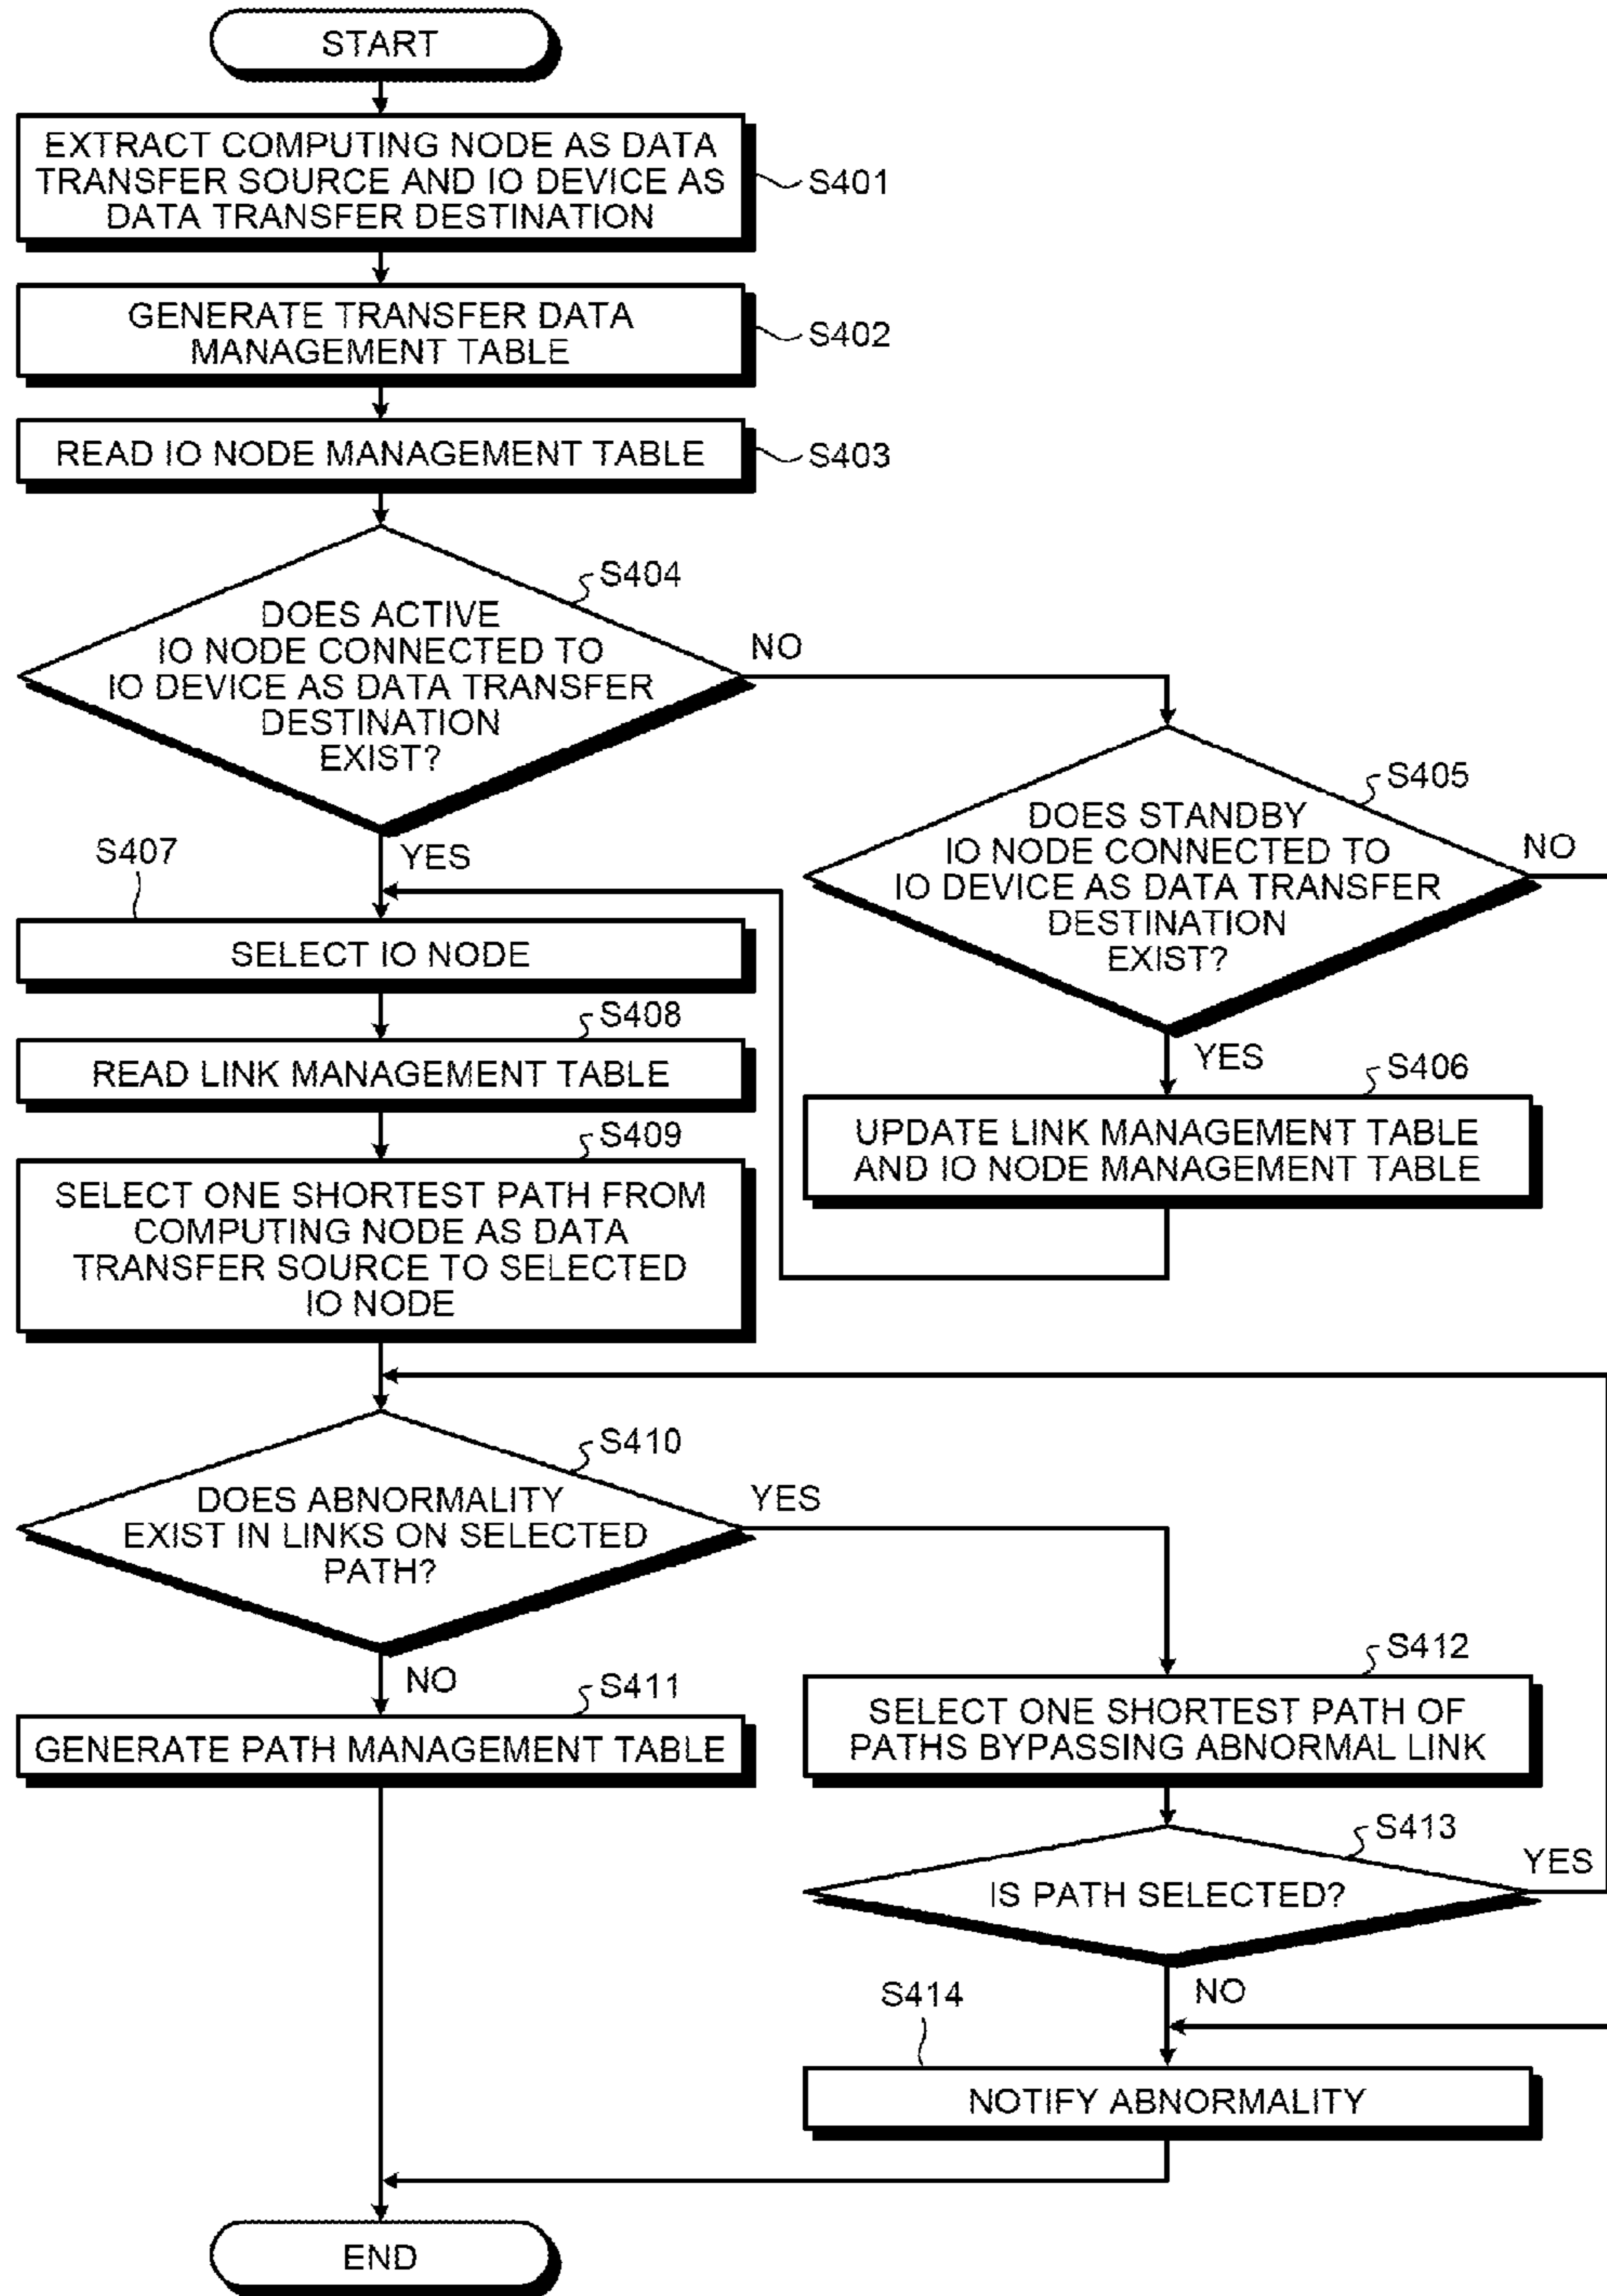 START
EXTRACT COMPUTING NODE AS DATA
TRANSFER SOURCE AND IO DEVICE AS
DATA TRANSFER DESTINATION
S401
GENERATE TRANSFER DATA
MANAGEMENT TABLE
S402
READ IO NODE MANAGEMENT TABLE
S403
S404
DOES ACTIVE
IO NODE CONNECTED TO
IO DEVICE AS DATA TRANSFER
DESTINATION
EXIST?
NO
YES
S405
DOES STANDBY
IO NODE CONNECTED TO
IO DEVICE AS DATA TRANSFER
DESTINATION
EXIST?
NO
YES
S406
UPDATE LINK MANAGEMENT TABLE
AND IO NODE MANAGEMENT TABLE
S407
SELECT IO NODE
S408
READ LINK MANAGEMENT TABLE
S409
SELECT ONE SHORTEST PATH FROM
COMPUTING NODE AS DATA
TRANSFER SOURCE TO SELECTED
IO NODE
S410
DOES ABNORMALITY
EXIST IN LINKS ON SELECTED
PATH?
YES
NO
S411
GENERATE PATH MANAGEMENT TABLE
S412
SELECT ONE SHORTEST PATH OF
PATHS BYPASSING ABNORMAL LINK
S413
IS PATH SELECTED?
YES
NO
S414
NOTIFY ABNORMALITY
END